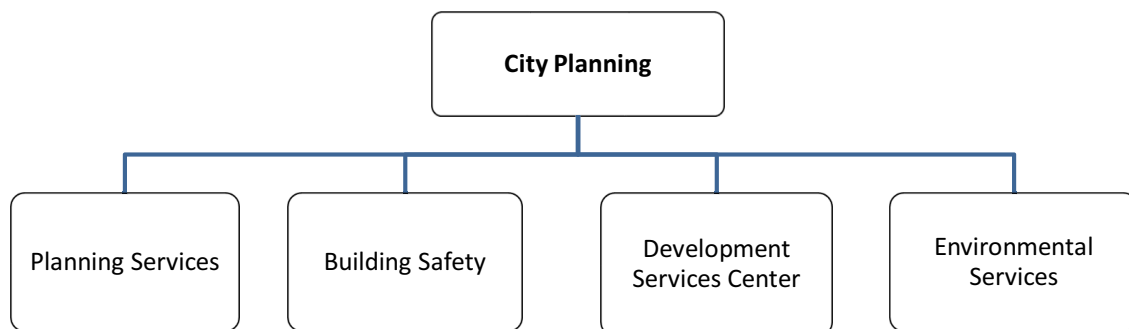 City Planning
Planning Services
Building Safety
Development
Services Center
Environmental
Services